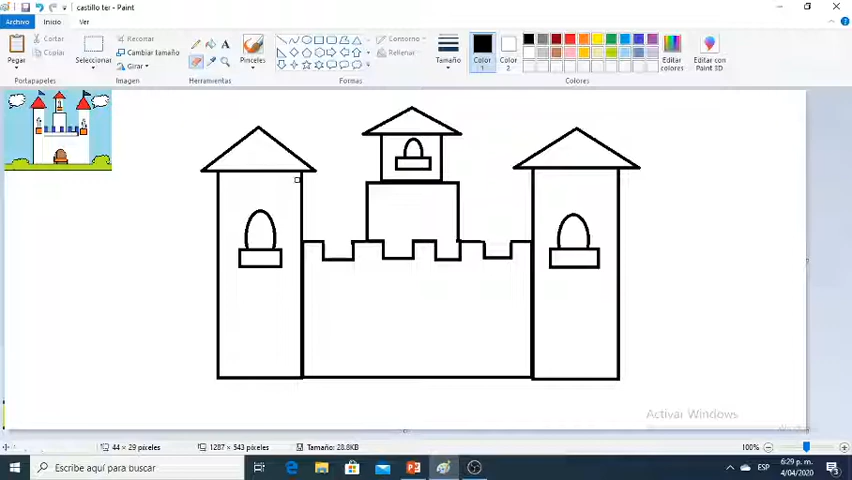 castillo ter - Paint
Archivo Inicio Ver
Pegar
Cortar
Copiar
Portapapeles
Seleccionar
Recortar
Cambiar tamaño
Girar
Imagen
A
Herramientas
Pinceles
Contorno
Rellenar
Formas
Tamaño
Color 1
Color 2
Editar colores
Colores
Editar con Paint 3D
Activar Windows
44 × 29 píxeles 1287 × 543 píxeles Tamaño: 28.8KB 100%
Escribe aquí para buscar
ESP
6:29 p. m.
4/04/2020